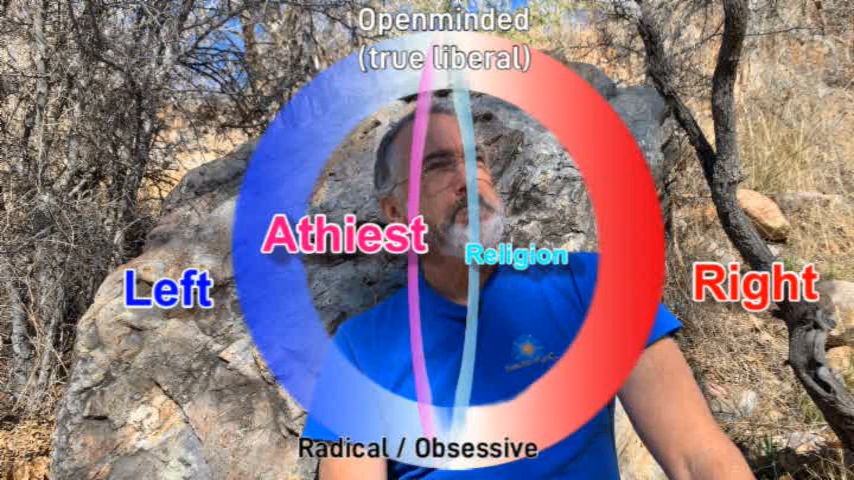 Openminded
(true liberal)
Athiest
Religion
Left
Right
Radical / Obsessive